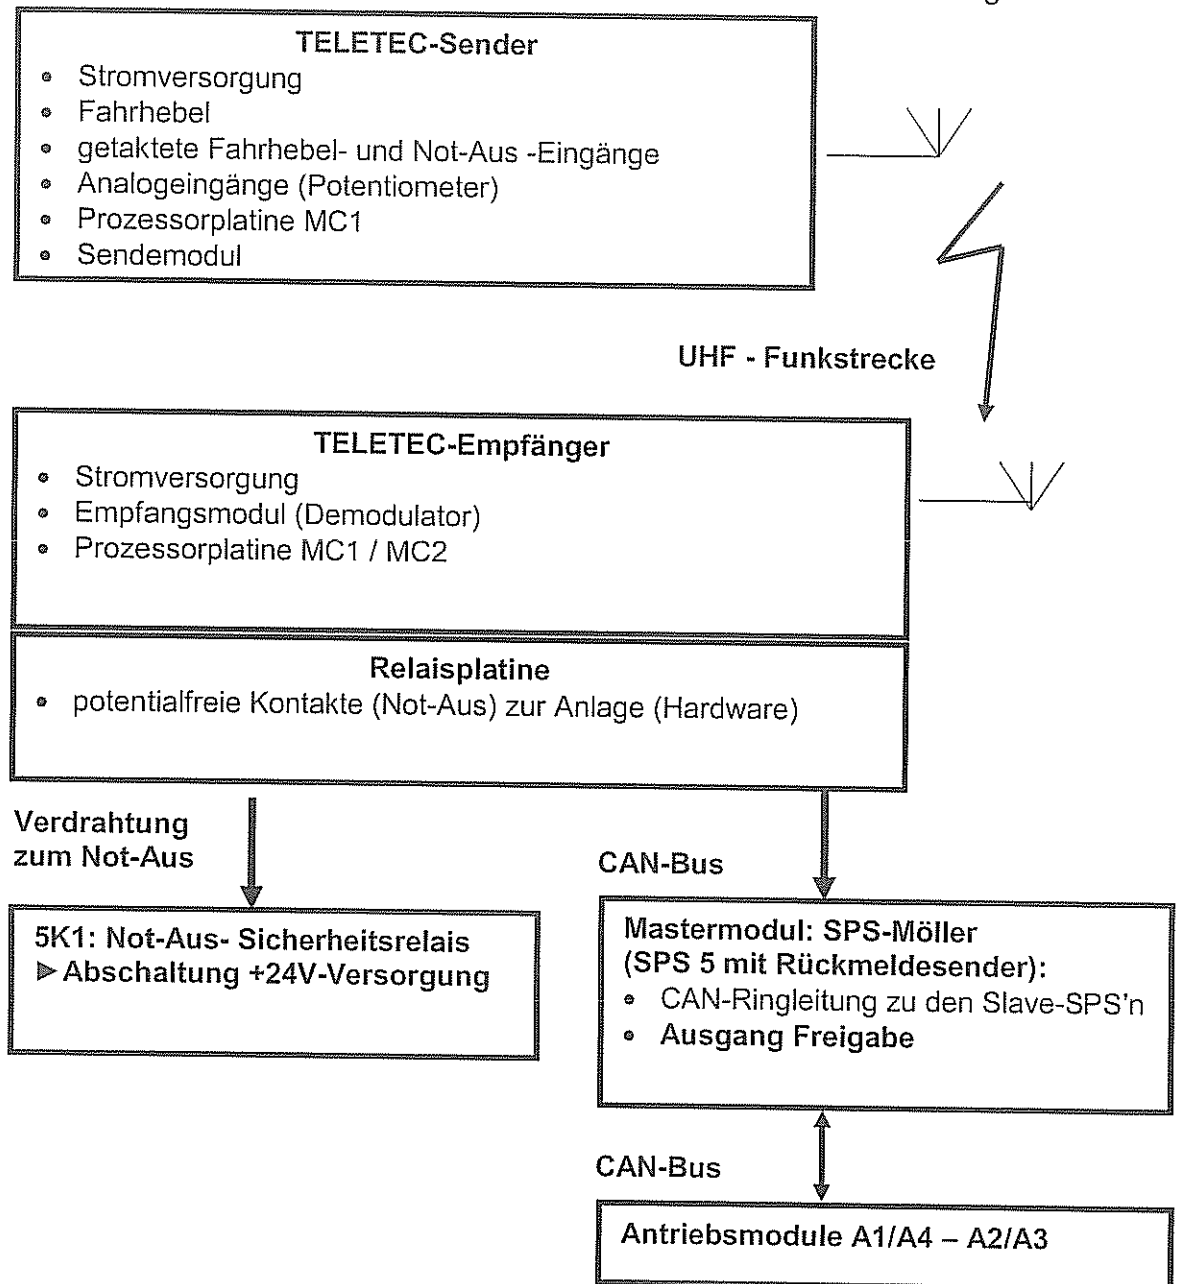 TELETEC-Sender
• Stromversorgung
• Fahrhebel
• getaktete Fahrhebel- und Not-Aus -Eingänge
• Analogeingänge (Potentiometer)
• Prozessorplatine MC1
• Sendemodul
UHF - Funkstrecke
TELETEC-Empfänger
• Stromversorgung
• Empfangsmodul (Demodulator)
• Prozessorplatine MC1 / MC2
Relaisplatine
• potentialfreie Kontakte (Not-Aus) zur Anlage (Hardware)
Verdrahtung
zum Not-Aus
CAN-Bus
5K1: Not-Aus- Sicherheitsrelais
➤ Abschaltung +24V-Versorgung
Mastermodul: SPS-Möller
(SPS 5 mit Rückmeldesender):
• CAN-Ringleitung zu den Slave-SPS'n
• Ausgang Freigabe
CAN-Bus
Antriebsmodule A1/A4 – A2/A3